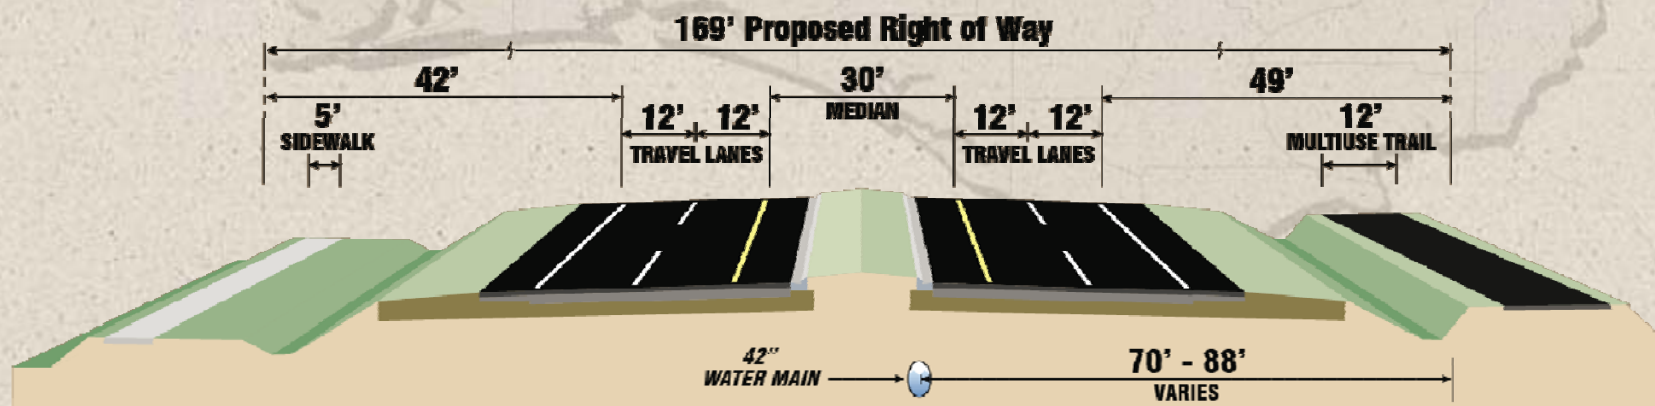 169' Proposed Right of Way
42'
30'
49'
5'
SIDEWALK
12' 12'
TRAVEL LANES
MEDIAN
12' 12'
TRAVEL LANES
12'
MULTIUSE TRAIL
42"
WATER MAIN
70' - 88'
VARIES